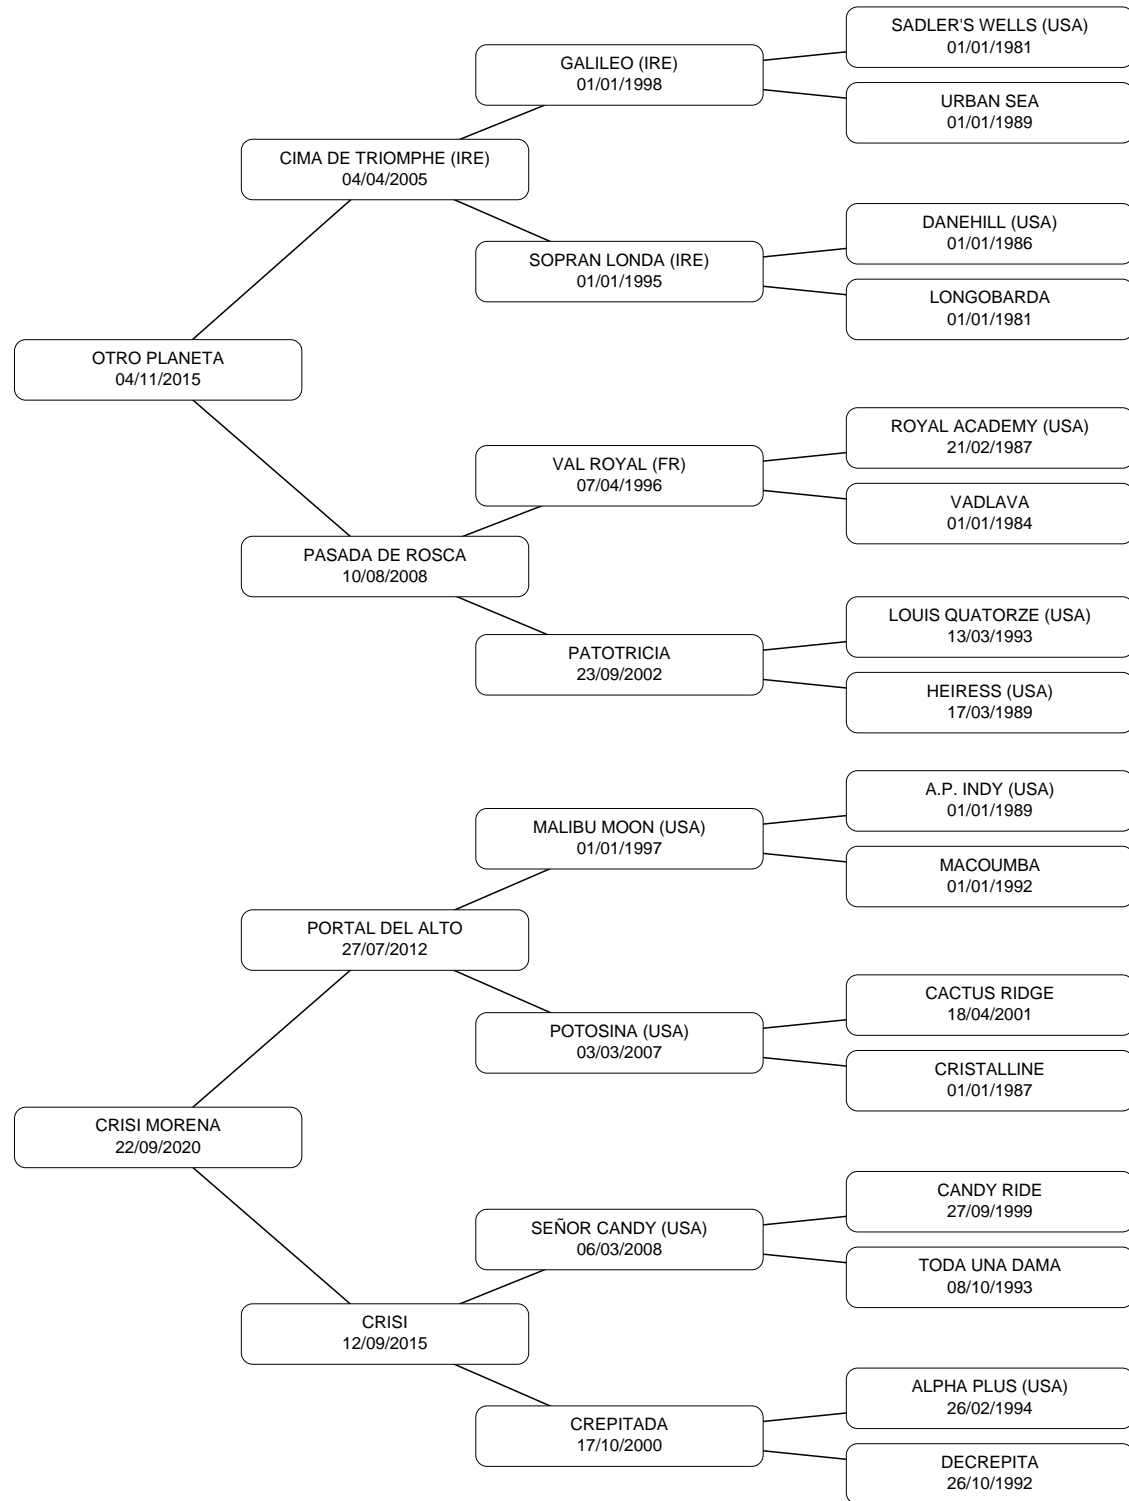 SADLER'S WELLS (USA)
01/01/1981
GALILEO (IRE)
01/01/1998
URBAN SEA
01/01/1989
CIMA DE TRIOMPHE (IRE)
04/04/2005
DANEHILL (USA)
01/01/1986
SOPRAN LONDA (IRE)
01/01/1995
LONGOBARDA
01/01/1981
OTRO PLANETA
04/11/2015
ROYAL ACADEMY (USA)
21/02/1987
VAL ROYAL (FR)
07/04/1996
VADLAVA
01/01/1984
PASADA DE ROSCA
10/08/2008
LOUIS QUATORZE (USA)
13/03/1993
PATOTRICIA
23/09/2002
HEIRESS (USA)
17/03/1989
A.P. INDY (USA)
01/01/1989
MALIBU MOON (USA)
01/01/1997
MACOUMBA
01/01/1992
PORTAL DEL ALTO
27/07/2012
CACTUS RIDGE
18/04/2001
POTOSINA (USA)
03/03/2007
CRISTALLINE
01/01/1987
CRISI MORENA
22/09/2020
CANDY RIDE
27/09/1999
SEÑOR CANDY (USA)
06/03/2008
TODA UNA DAMA
08/10/1993
CRISI
12/09/2015
ALPHA PLUS (USA)
26/02/1994
CREPITADA
17/10/2000
DECREPITA
26/10/1992